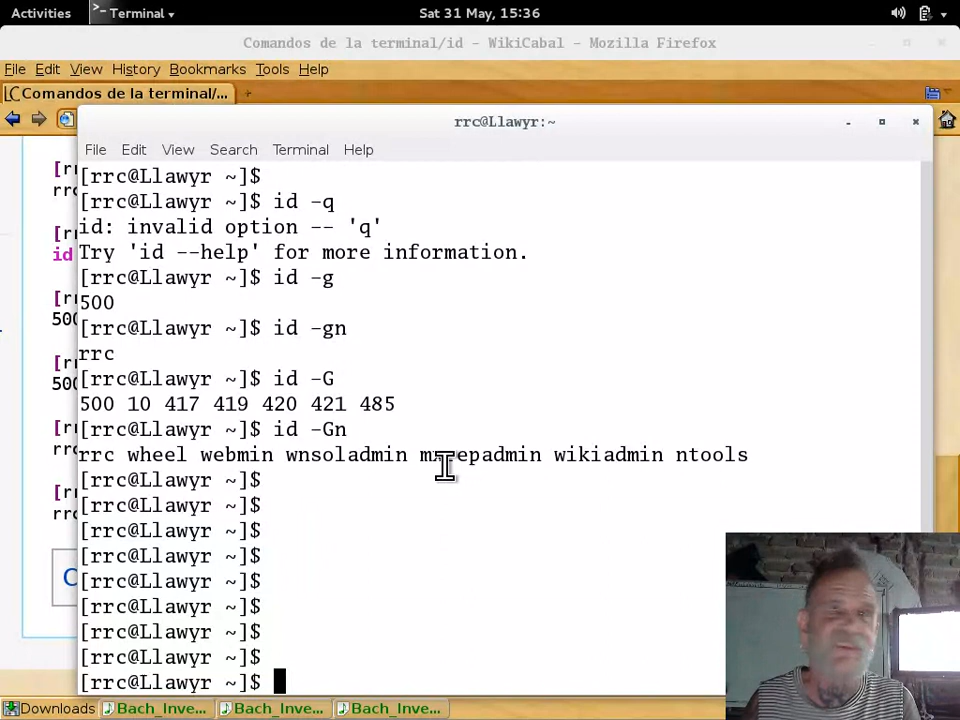 Activities Terminal Sat 31 May, 15:36
Comandos de la terminal/id - WikiCabal - Mozilla Firefox
File Edit View History Bookmarks Tools Help
Comandos de la terminal/...
rrc@Llawyr:~
File Edit View Search Terminal Help
[rrc@Llawyr ~]$
[rrc@Llawyr ~]$ id -q
id: invalid option -- 'q'
Try 'id --help' for more information.
[rrc@Llawyr ~]$ id -g
500
[rrc@Llawyr ~]$ id -gn
rrc
[rrc@Llawyr ~]$ id -G
500 10 417 419 420 421 485
[rrc@Llawyr ~]$ id -Gn
rrc wheel webmin wnsoladmin wikiadmin ntools
[rrc@Llawyr ~]$
[rrc@Llawyr ~]$
[rrc@Llawyr ~]$
[rrc@Llawyr ~]$
[rrc@Llawyr ~]$
[rrc@Llawyr ~]$
[rrc@Llawyr ~]$
[rrc@Llawyr ~]$
[rrc@Llawyr ~]$
id
Downloads Bach_Inve... Bach_Inve... Bach_Inve...